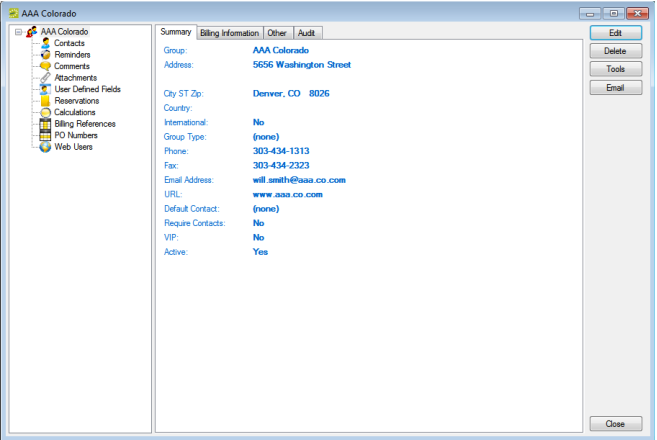 AAA Colorado
AAA Colorado
Contacts
Reminders
Comments
Attachments
User Defined Fields
Reservations
Calculations
Billing References
PO Numbers
Web Users
Summary Billing Information Other Audit
Group: AAA Colorado
Address: 5656 Washington Street
City ST Zip: Denver, CO 8026
Country:
International: No
Group Type: (none)
Phone: 303-434-1313
Fax: 303-434-2323
Email Address: will.smith@aaa.co.com
URL: www.aaa.co.com
Default Contact: (none)
Require Contacts: No
VIP: No
Active: Yes
Edit
Delete
Tools
Email
Close